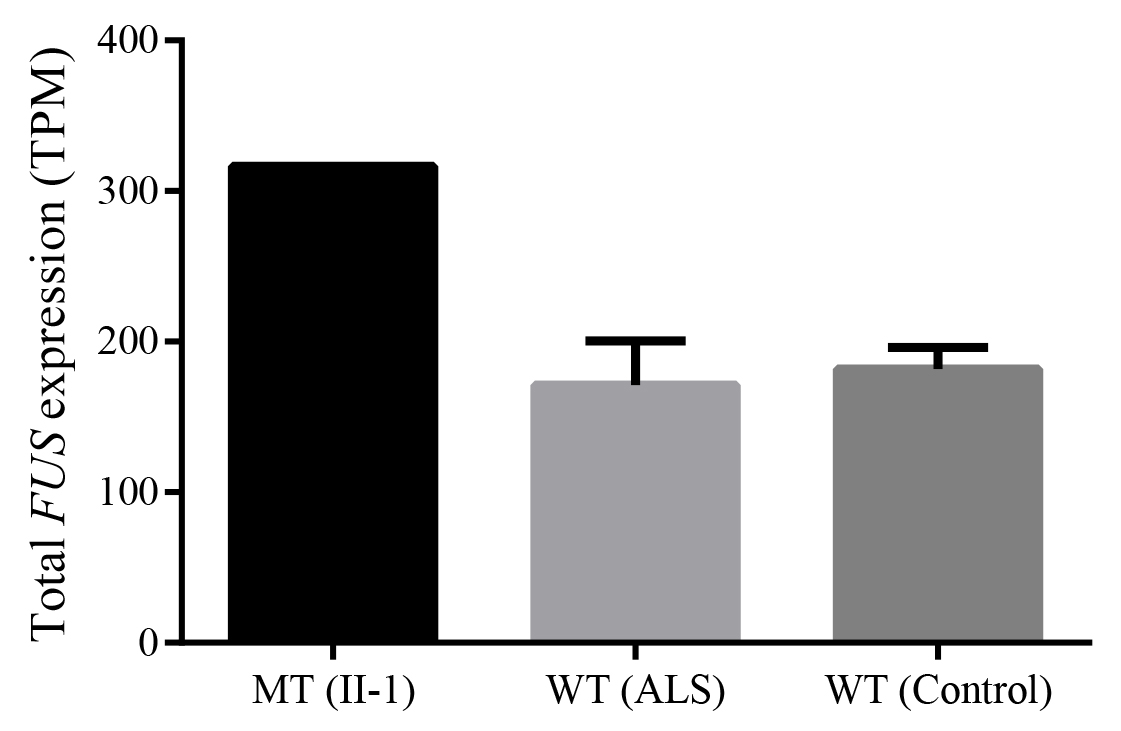 Total FUS expression (TPM)
400
300
200
100
0
MT (II-1)
WT (ALS)
WT (Control)